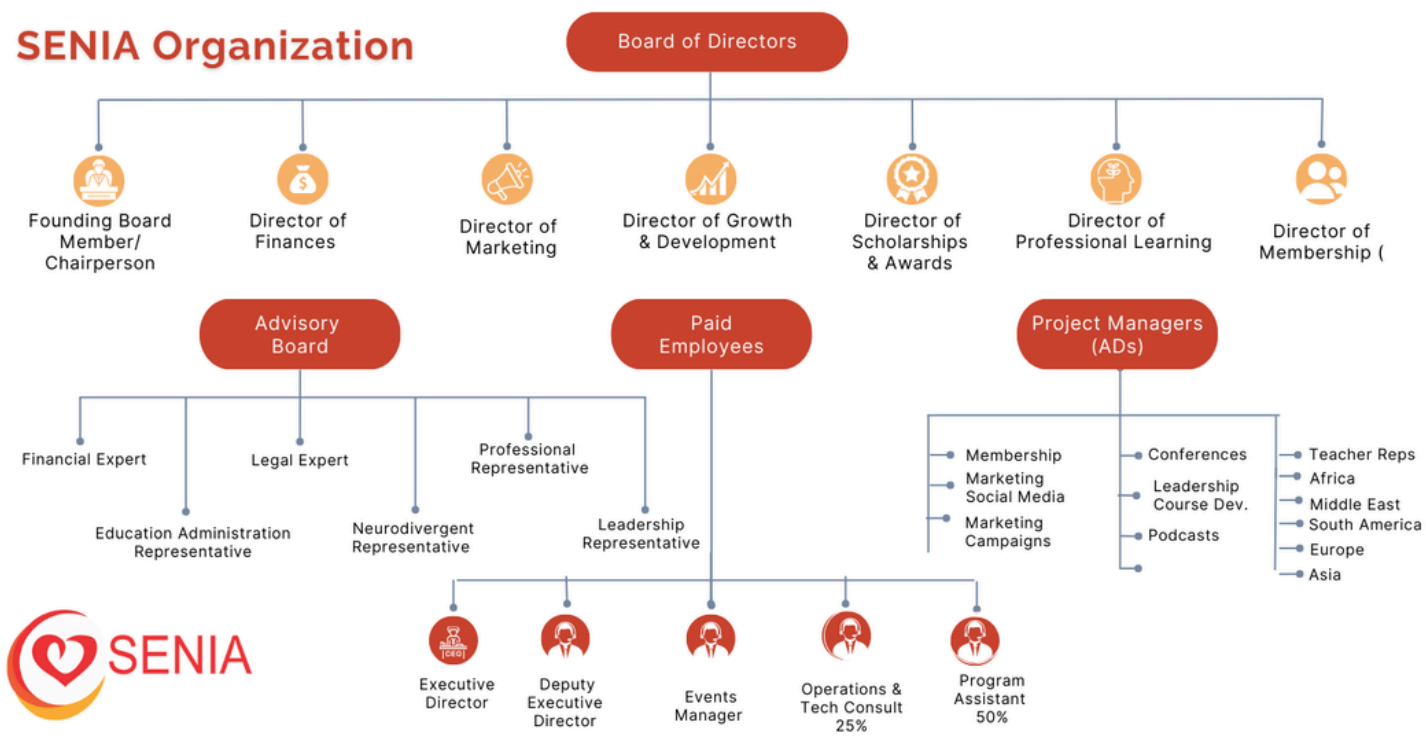 SENIA Organization
Board of Directors
Founding Board
Member/
Chairperson
Director of
Finances
Director of
Marketing
Director of Growth
& Development
Director of
Scholarships
& Awards
Director of
Professional Learning
Director of
Membership (
Advisory
Board
Paid
Employees
Project Managers
(ADs)
Financial Expert
Education Administration
Representative
Legal Expert
Neurodivergent
Representative
Professional
Representative
Leadership
Representative
Membership
Marketing
Social Media
Marketing
Campaigns
Conferences
Leadership
Course Dev.
Podcasts
Teacher Reps
Africa
Middle East
South America
Europe
Asia
CEO
Executive
Director
Deputy
Executive
Director
Events
Manager
Operations &
Tech Consult
25%
Program
Assistant
50%
SENIA